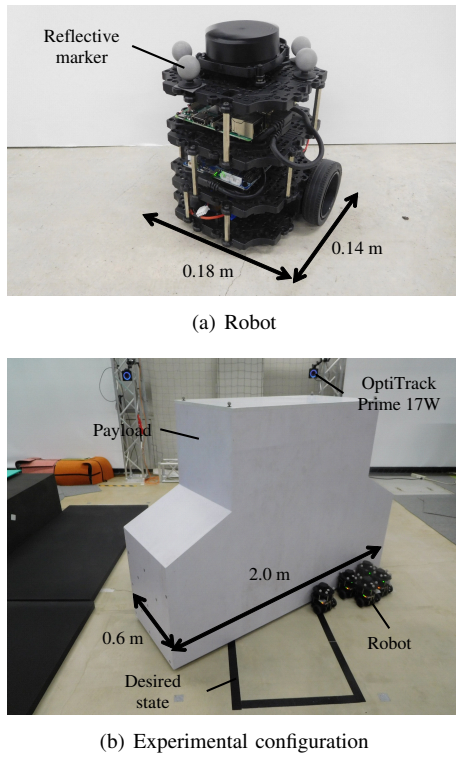 Reflective
marker
0.18 m
0.14 m
(a) Robot
OptiTrack
Prime 17W
Payload
2.0 m
0.6 m
Robot
Desired
state
(b) Experimental configuration